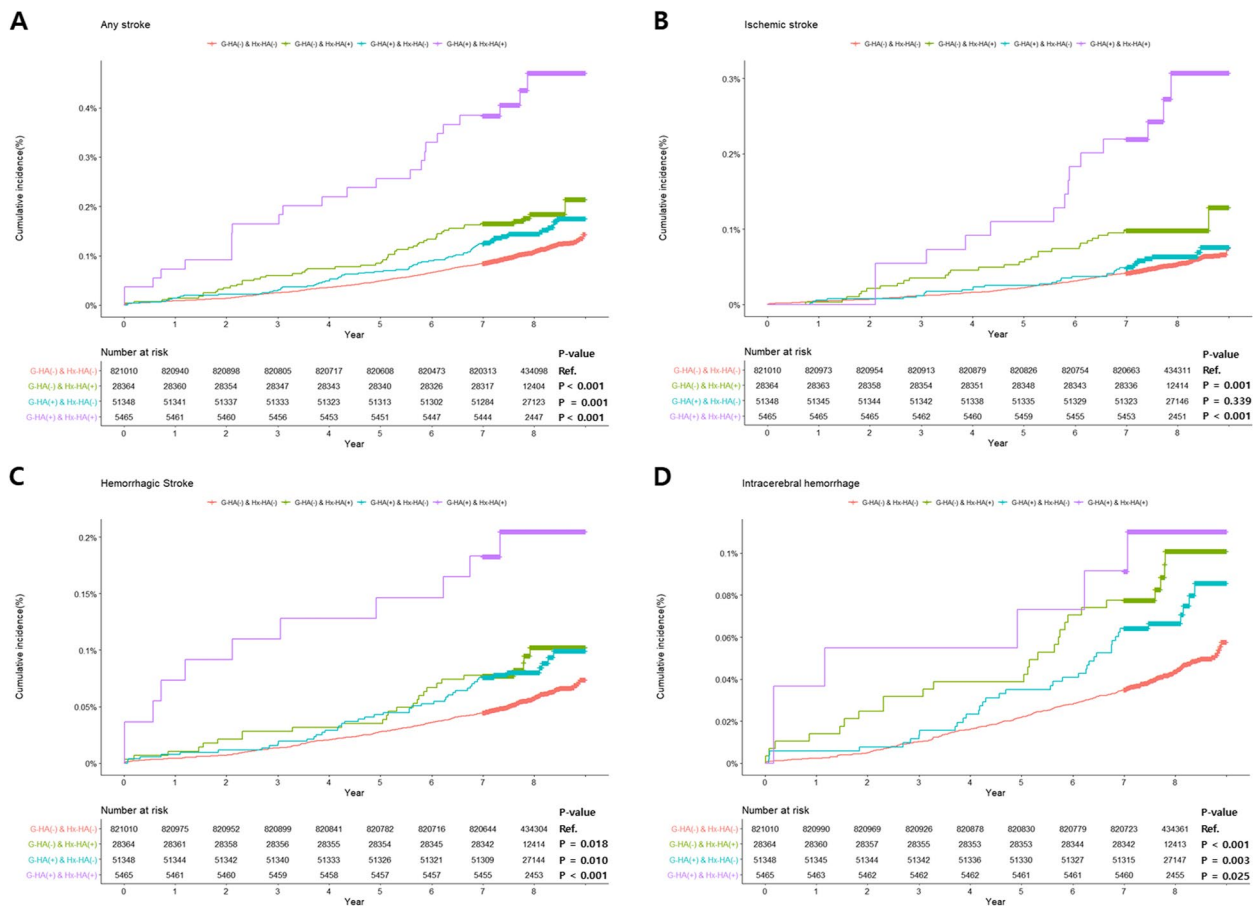 A
Any stroke
G-HA(-) & Hx-HA(-) G-HA(-) & Hx-HA(+) G-HA(+) & Hx-HA(-) G-HA(+) & Hx-HA(+)
Cumulative incidence(%)
0.4%
0.3%
0.2%
0.1%
0%
0 1 2 3 4 5 6 7 8
Year
Number at risk P-value
G-HA(-) & Hx-HA(-) 821010 820940 820898 820805 820717 820608 820473 820313 434098 Ref.
G-HA(-) & Hx-HA(+) 28364 28360 28354 28347 28343 28340 28326 28317 12404 P < 0.001
G-HA(+) & Hx-HA(-) 51348 51341 51337 51333 51323 51313 51302 51284 27123 P = 0.001
G-HA(+) & Hx-HA(+) 5465 5461 5460 5456 5453 5451 5447 5444 2447 P < 0.001
0 1 2 3 4 5 6 7 8
Year
B
Ischemic stroke
G-HA(-) & Hx-HA(-) G-HA(-) & Hx-HA(+) G-HA(+) & Hx-HA(-) G-HA(+) & Hx-HA(+)
Cumulative incidence(%)
0.3%
0.2%
0.1%
0%
0 1 2 3 4 5 6 7 8
Year
Number at risk P-value
G-HA(-) & Hx-HA(-) 821010 820973 820954 820913 820879 820826 820754 820663 434311 Ref.
G-HA(-) & Hx-HA(+) 28364 28363 28358 28354 28351 28348 28343 28336 12414 P = 0.001
G-HA(+) & Hx-HA(-) 51348 51345 51344 51342 51338 51335 51329 51323 27146 P = 0.339
G-HA(+) & Hx-HA(+) 5465 5465 5465 5462 5460 5459 5455 5453 2451 P < 0.001
0 1 2 3 4 5 6 7 8
Year
C
Hemorrhagic Stroke
G-HA(-) & Hx-HA(-) G-HA(-) & Hx-HA(+) G-HA(+) & Hx-HA(-) G-HA(+) & Hx-HA(+)
Cumulative incidence(%)
0.2%
0.15%
0.1%
0.05%
0%
0 1 2 3 4 5 6 7 8
Year
Number at risk P-value
G-HA(-) & Hx-HA(-) 821010 820975 820952 820899 820841 820782 820716 820644 434304 Ref.
G-HA(-) & Hx-HA(+) 28364 28361 28358 28356 28355 28354 28345 28342 12414 P = 0.018
G-HA(+) & Hx-HA(-) 51348 51344 51342 51340 51333 51326 51321 51309 27144 P = 0.010
G-HA(+) & Hx-HA(+) 5465 5461 5460 5459 5458 5457 5457 5455 2453 P < 0.001
0 1 2 3 4 5 6 7 8
Year
D
Intracerebral hemorrhage
G-HA(-) & Hx-HA(-) G-HA(-) & Hx-HA(+) G-HA(+) & Hx-HA(-) G-HA(+) & Hx-HA(+)
Cumulative incidence(%)
0.1%
0.08%
0.06%
0.04%
0.02%
0%
0 1 2 3 4 5 6 7 8
Year
Number at risk P-value
G-HA(-) & Hx-HA(-) 821010 820990 820969 820926 820878 820830 820779 820723 434361 Ref.
G-HA(-) & Hx-HA(+) 28364 28360 28357 28355 28353 28353 28344 28342 12413 P < 0.001
G-HA(+) & Hx-HA(-) 51348 51345 51344 51342 51336 51330 51327 51315 27147 P = 0.003
G-HA(+) & Hx-HA(+) 5465 5463 5462 5462 5462 5461 5461 5460 2455 P = 0.025
0 1 2 3 4 5 6 7 8
Year